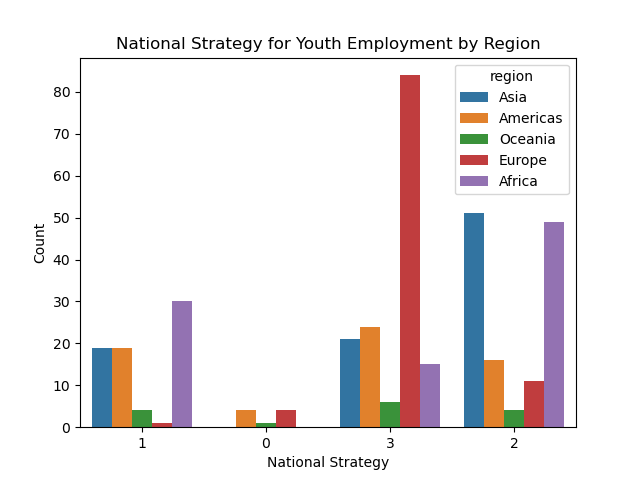 National Strategy for Youth Employment by Region
region
Asia
Americas
Oceania
Europe
Africa
Count
80
70
60
50
40
30
20
10
0
1
0
3
2
National Strategy